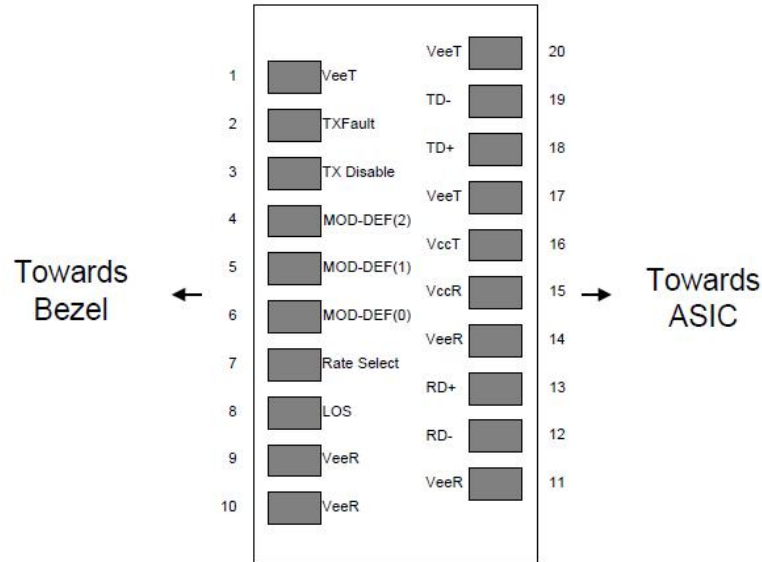 VeeT 20
1 VeeT
TD- 19
2 TXFault
TD+ 18
3 TX Disable
VeeT 17
4 MOD-DEF(2)
VccT 16
5 MOD-DEF(1)
VccR 15
6 MOD-DEF(0)
VeeR 14
7 Rate Select
RD+ 13
8 LOS
RD- 12
9 VeeR
VeeR 11
10 VeeR
Towards
Bezel
Towards
ASIC